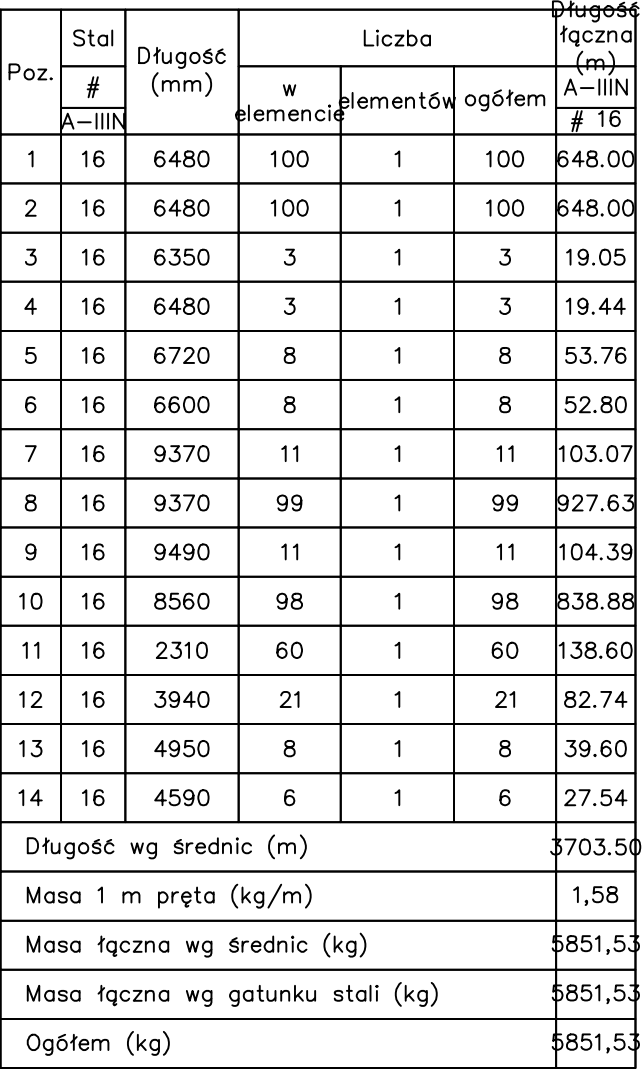 Poz. Stal Długość (mm) Liczba Długość łączna (m)
# w elemencie elementów ogółem A-IIIN
A-IIIN # 16
1 16 6480 100 1 100 648.00
2 16 6480 100 1 100 648.00
3 16 6350 3 1 3 19.05
4 16 6480 3 1 3 19.44
5 16 6720 8 1 8 53.76
6 16 6600 8 1 8 52.80
7 16 9370 11 1 11 103.07
8 16 9370 99 1 99 927.63
9 16 9490 11 1 11 104.39
10 16 8560 98 1 98 838.88
11 16 2310 60 1 60 138.60
12 16 3940 21 1 21 82.74
13 16 4950 8 1 8 39.60
14 16 4590 6 1 6 27.54
Długość wg średnic (m) 3703.50
Masa 1 m pręta (kg/m) 1,58
Masa łączna wg średnic (kg) 5851,53
Masa łączna wg gatunku stali (kg) 5851,53
Ogółem (kg) 5851,53